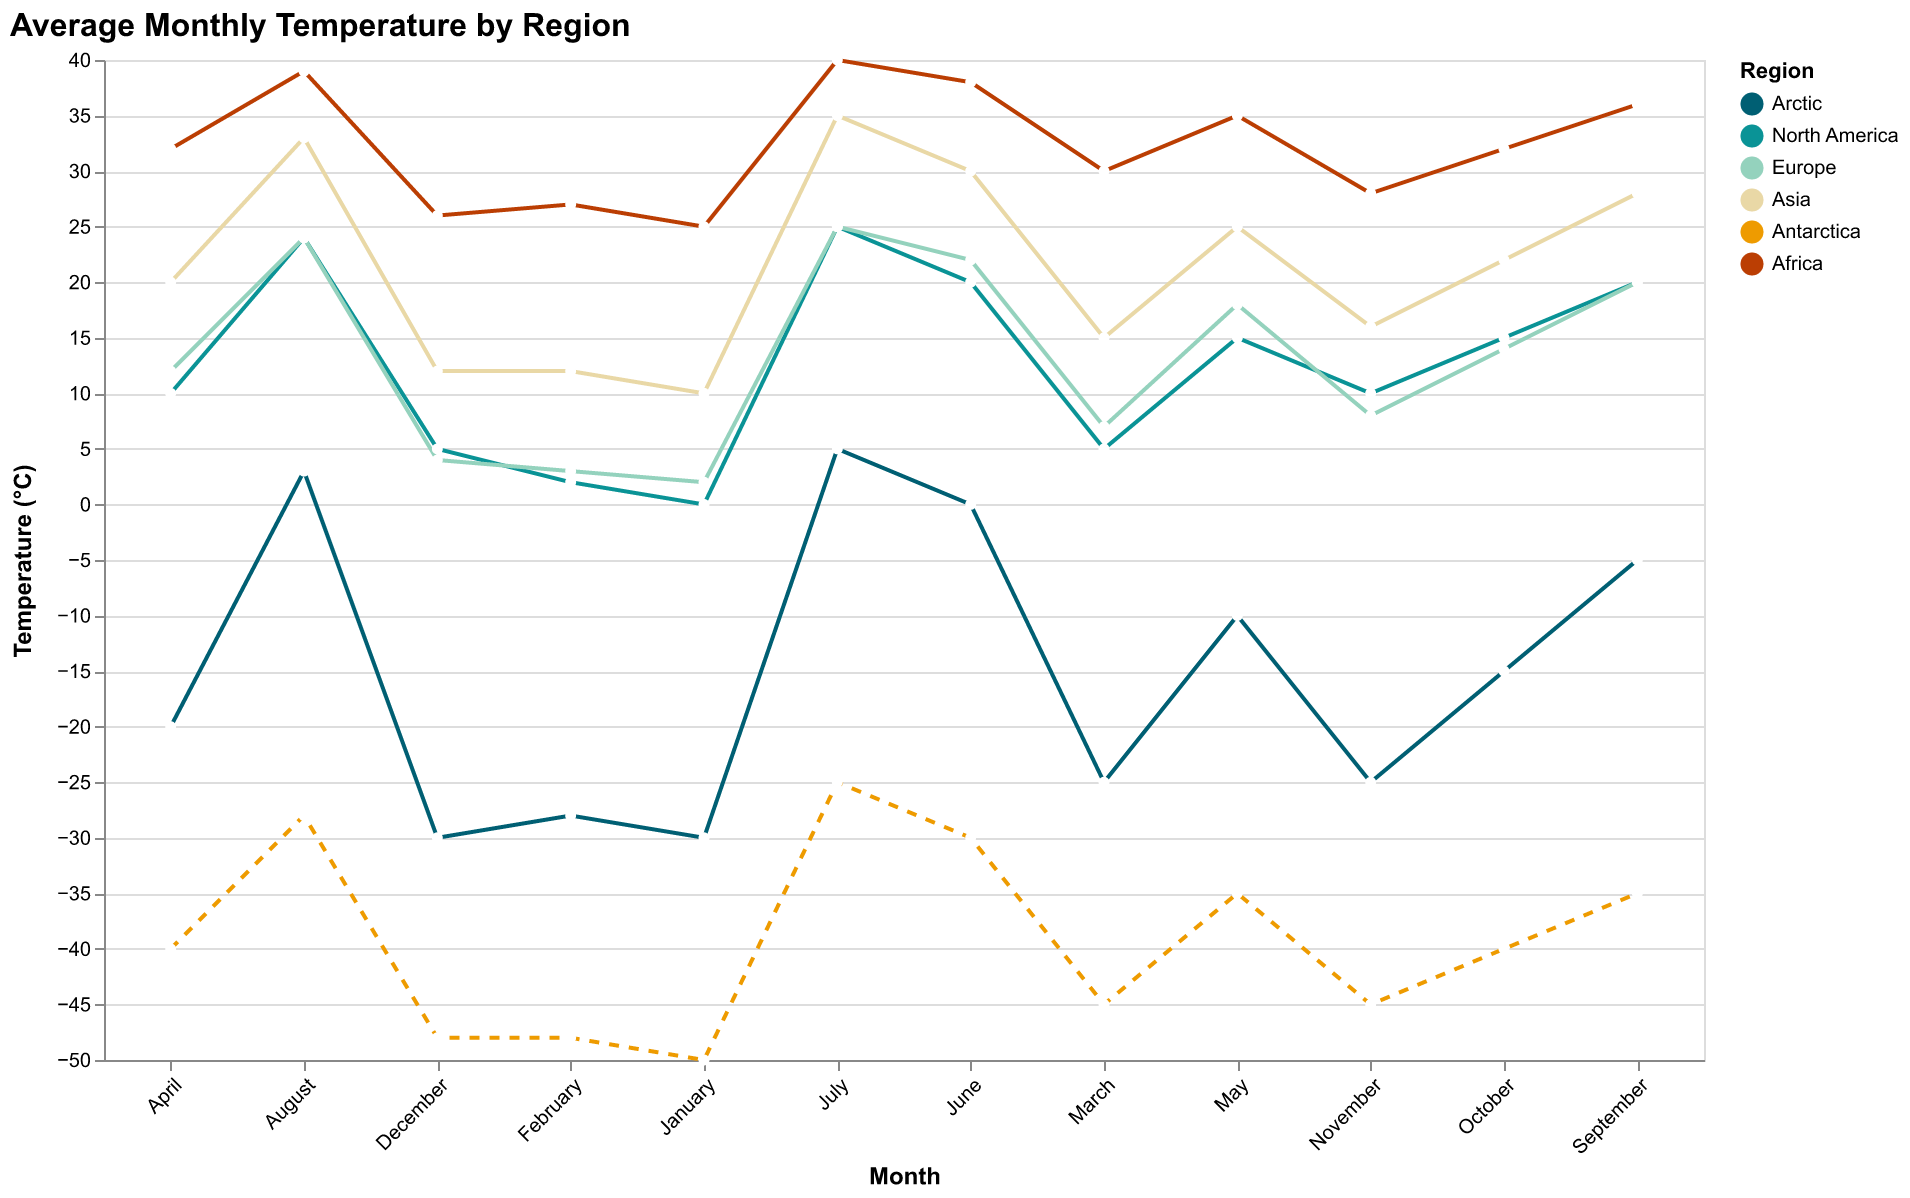 Average Monthly Temperature by Region
40
35
30
25
20
15
10
5
0
−5
−10
−15
−20
−25
−30
−35
−40
−45
−50
Temperature (°C)
April
August
December
February
January
July
June
March
May
November
October
September
Month
Region
Arctic
North America
Europe
Asia
Antarctica
Africa